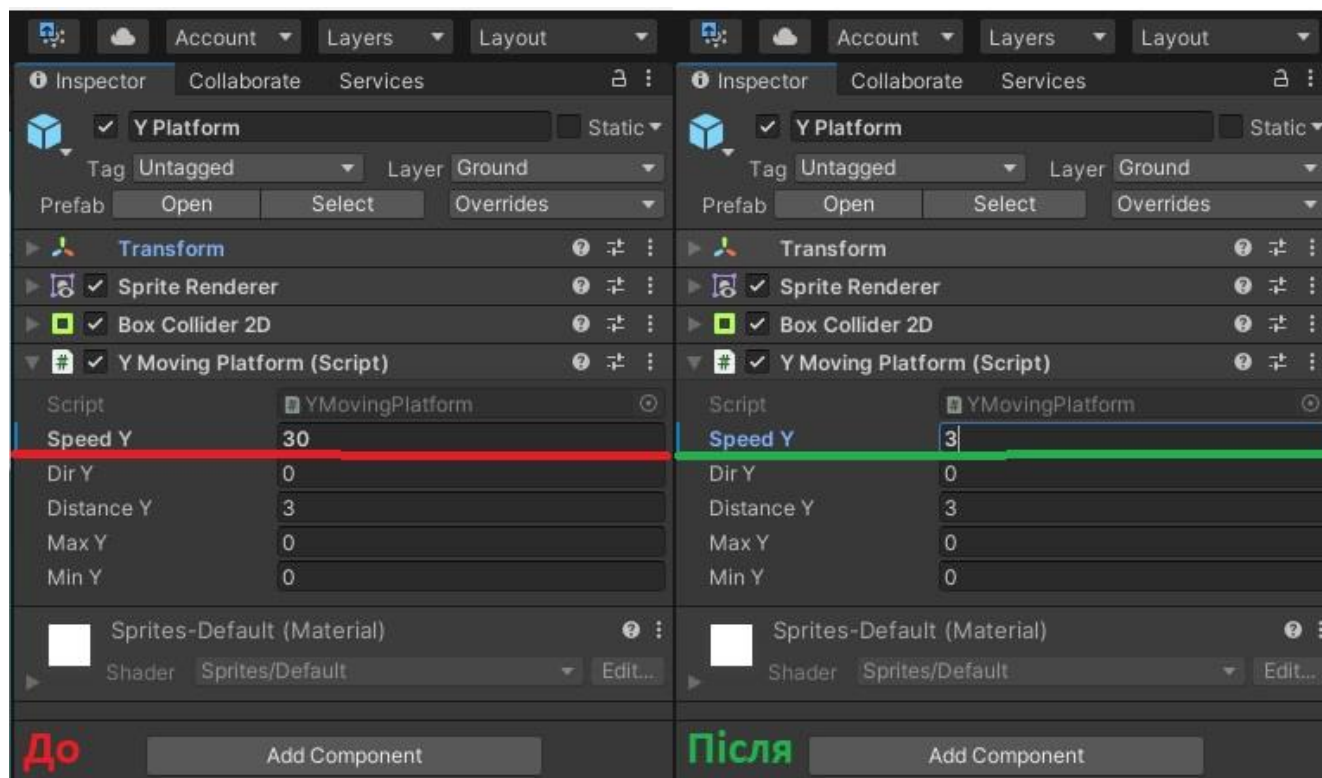 Account Layers Layout
Inspector Collaborate Services
Y Platform Static
Tag Untagged Layer Ground
Prefab Open Select Overrides
Transform
Sprite Renderer
Box Collider 2D
# Y Moving Platform (Script)
Script # YMovingPlatform
Speed Y 30
Dir Y 0
Distance Y 3
Max Y 0
Min Y 0
Sprites-Default (Material)
Shader Sprites/Default Edit...
До Add Component
Account Layers Layout
Inspector Collaborate Services
Y Platform Static
Tag Untagged Layer Ground
Prefab Open Select Overrides
Transform
Sprite Renderer
Box Collider 2D
# Y Moving Platform (Script)
Script # YMovingPlatform
Speed Y 3
Dir Y 0
Distance Y 3
Max Y 0
Min Y 0
Sprites-Default (Material)
Shader Sprites/Default Edit...
Після Add Component